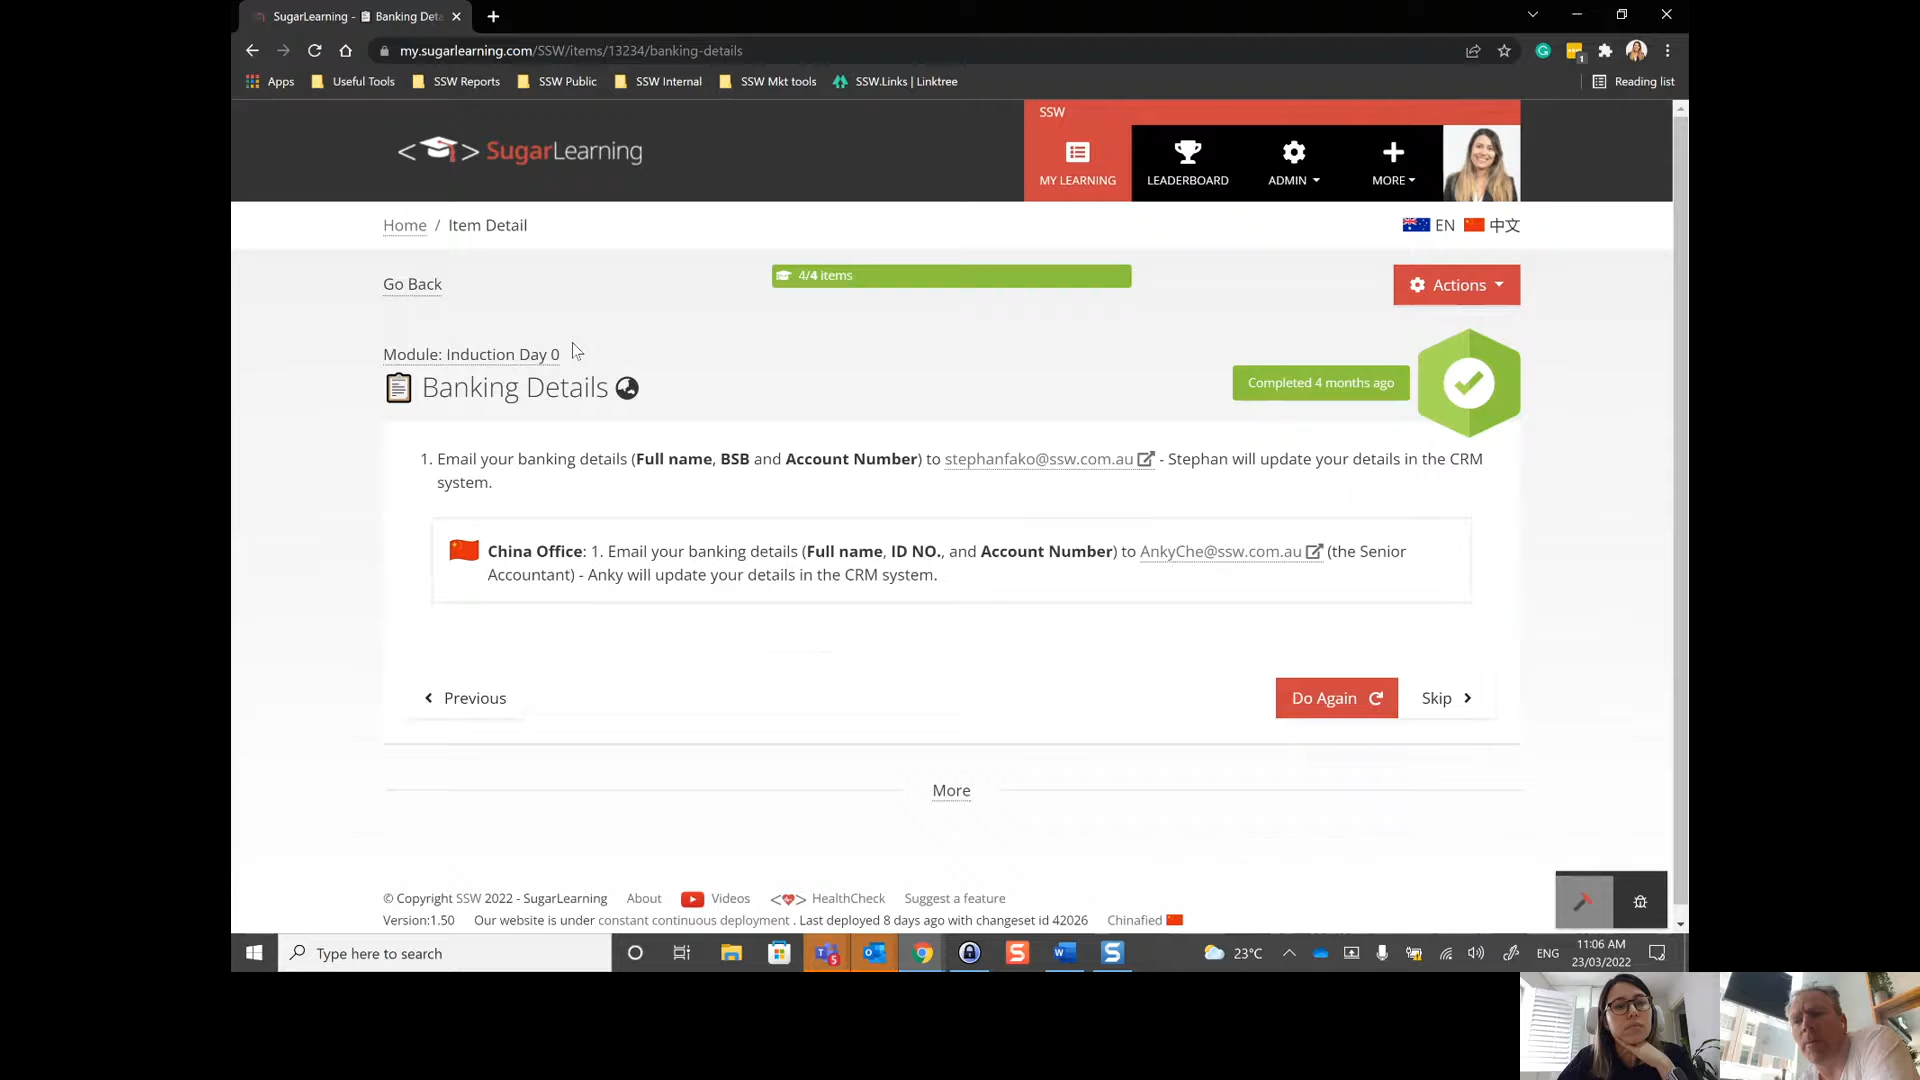 SugarLearning - Banking Deta
my.sugarlearning.com/SSW/items/13234/banking-details
Apps Useful Tools SSW Reports SSW Public SSW Internal SSW Mkt tools SSW.Links | Linktree Reading list
SSW
<SugarLearning
MY LEARNING LEADERBOARD ADMIN MORE
Home / Item Detail EN 中文
Go Back 4/4 items Actions
Module: Induction Day 0
Banking Details Completed 4 months ago
1. Email your banking details (Full name, BSB and Account Number) to stephanfako@ssw.com.au - Stephan will update your details in the CRM
system.
China Office: 1. Email your banking details (Full name, ID NO., and Account Number) to AnkyChe@ssw.com.au (the Senior
Accountant) - Anky will update your details in the CRM system.
Previous Do Again Skip
More
© Copyright SSW 2022 - SugarLearning About Videos HealthCheck Suggest a feature
Version:1.50 Our website is under constant continuous deployment . Last deployed 8 days ago with changeset id 42026 Chinafied
Type here to search 23°C ENG 11:06 AM
23/03/2022